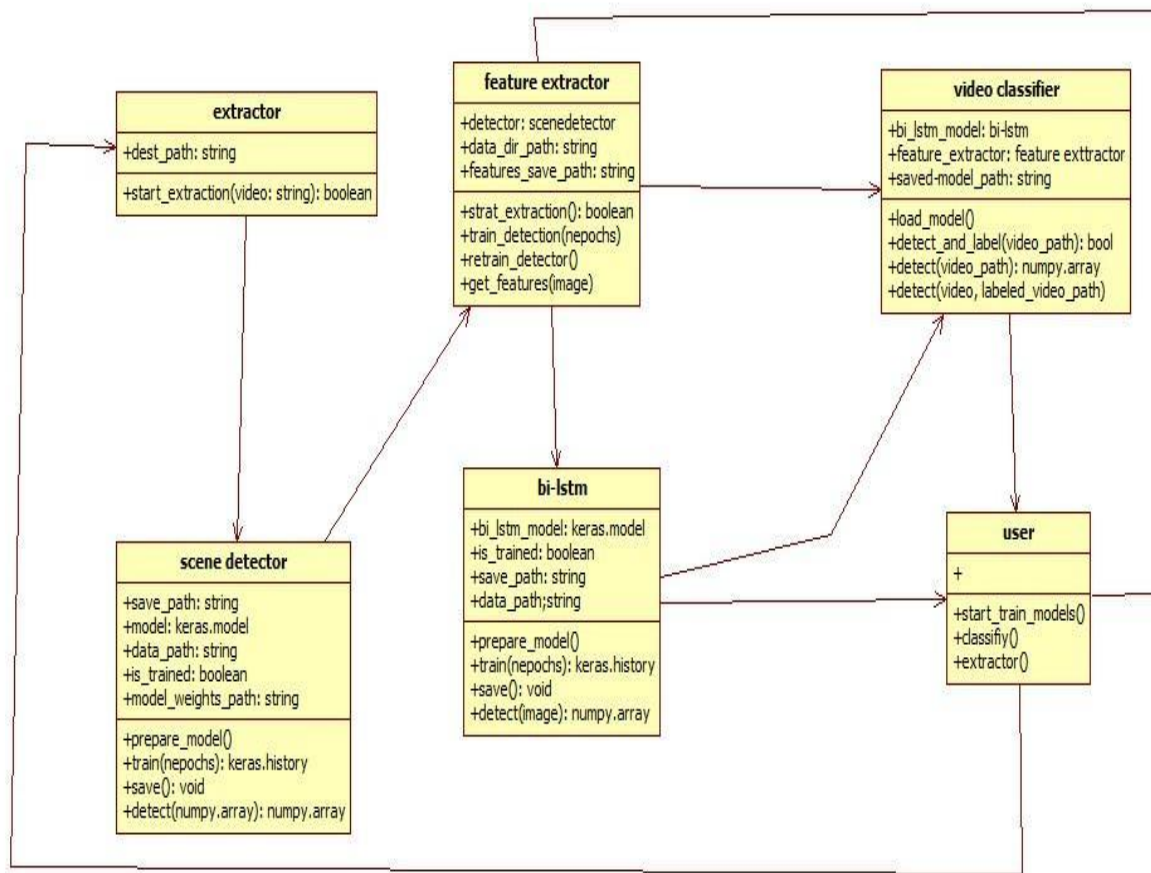 extractor
+dest_path: string
+start_extraction(video: string): boolean
feature extractor
+detector: scenedetector
+data_dir_path: string
+features_save_path: string
+strat_extraction(): boolean
+train_detection(nepochs)
+retrain_detector()
+get_features(image)
video classifier
+bi_lstm_model: bi-lstm
+feature_extractor: feature exttractor
+saved-model_path: string
+load_model()
+detect_and_label(video_path): bool
+detect(video_path): numpy.array
+detect(video, labeled_video_path)
scene detector
+save_path: string
+model: keras.model
+data_path: string
+is_trained: boolean
+model_weights_path: string
+prepare_model()
+train(nepochs): keras.history
+save(): void
+detect(numpy.array): numpy.array
bi-lstm
+bi_lstm_model: keras.model
+is_trained: boolean
+save_path: string
+data_path;string
+prepare_model()
+train(nepochs): keras.history
+save(): void
+detect(image): numpy.array
user
+
+start_train_models()
+classifiy()
+extractor()